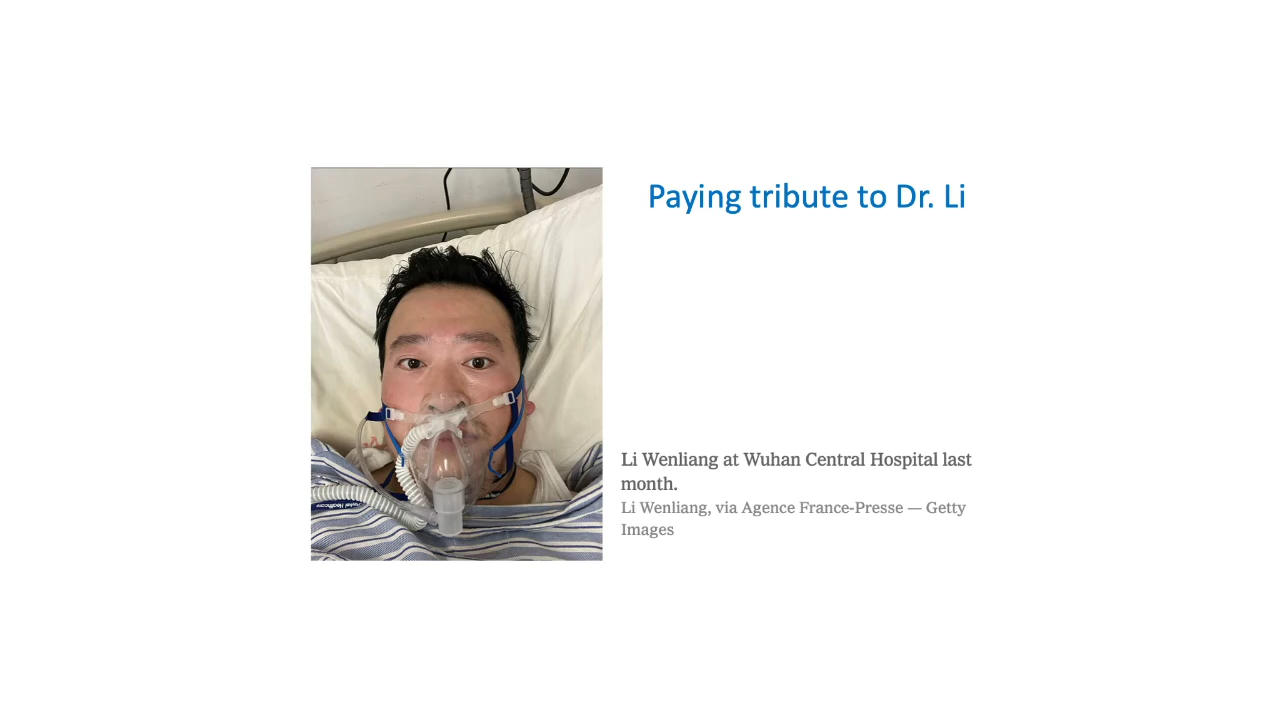 Paying tribute to Dr. Li
Li Wenliang at Wuhan Central Hospital last
month.
Li Wenliang, via Agence France-Presse — Getty
Images